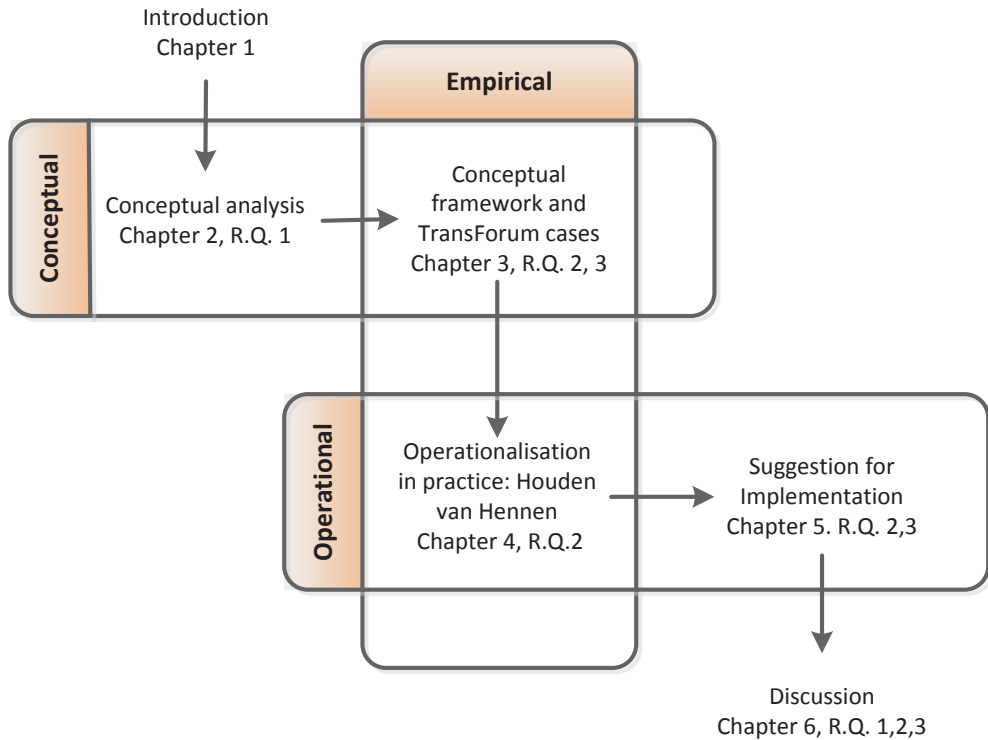 Introduction
Chapter 1
Empirical
Conceptual
Conceptual analysis
Chapter 2, R.Q. 1
Conceptual
framework and
TransForum cases
Chapter 3, R.Q. 2, 3
Operational
Operationalisation
in practice: Houden
van Hennen
Chapter 4, R.Q.2
Suggestion for
Implementation
Chapter 5. R.Q. 2,3
Discussion
Chapter 6, R.Q. 1,2,3